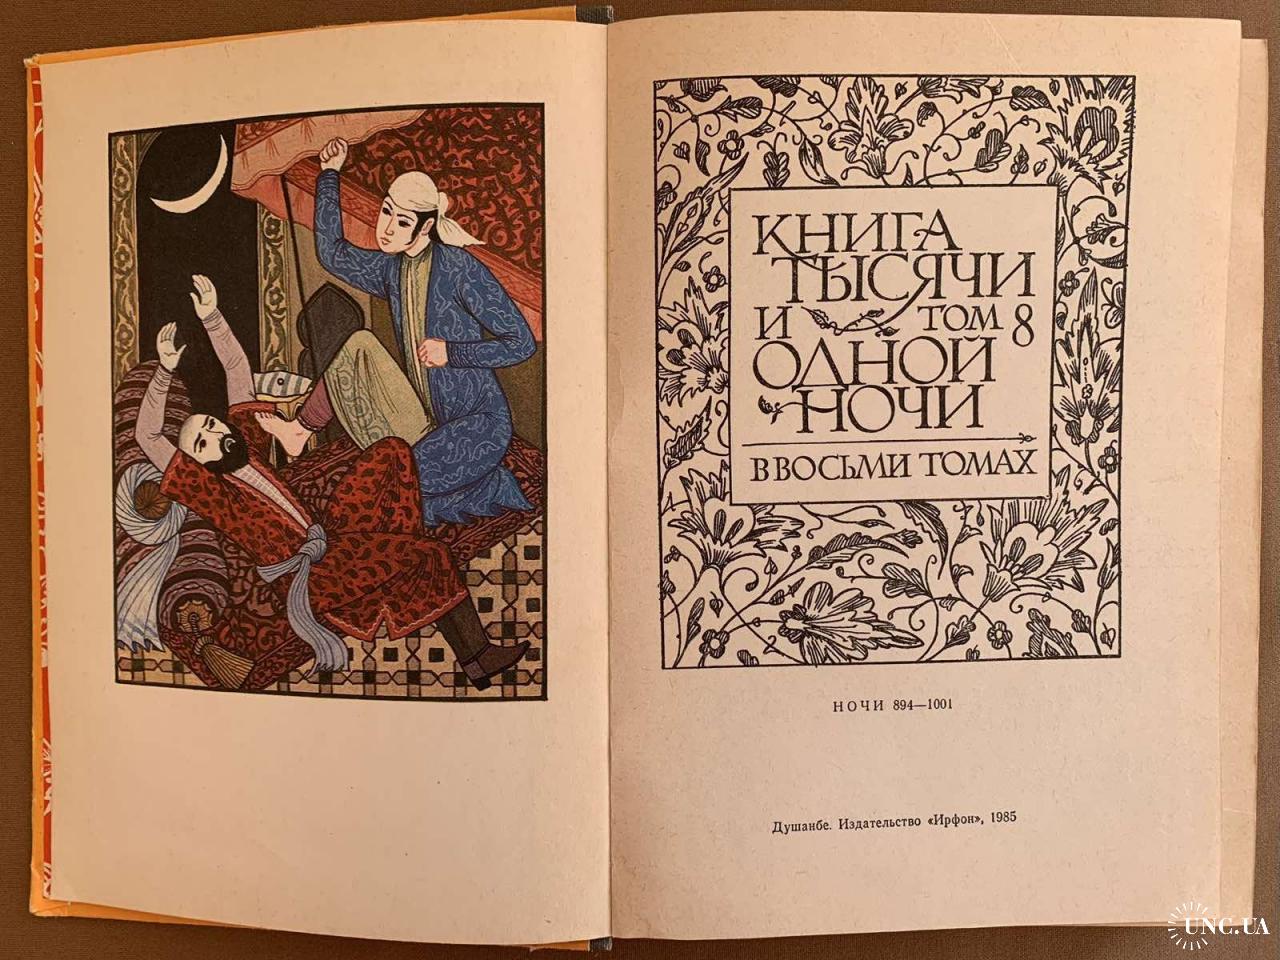 КНИГА
ТЫСЯЧИ
И ТОМ 8
ОДНОЙ
НОЧИ
В ВОСЬМИ ТОМАХ
НОЧИ 894—1001
Душанбе. Издательство «Ирфон», 1985
UNC.UA